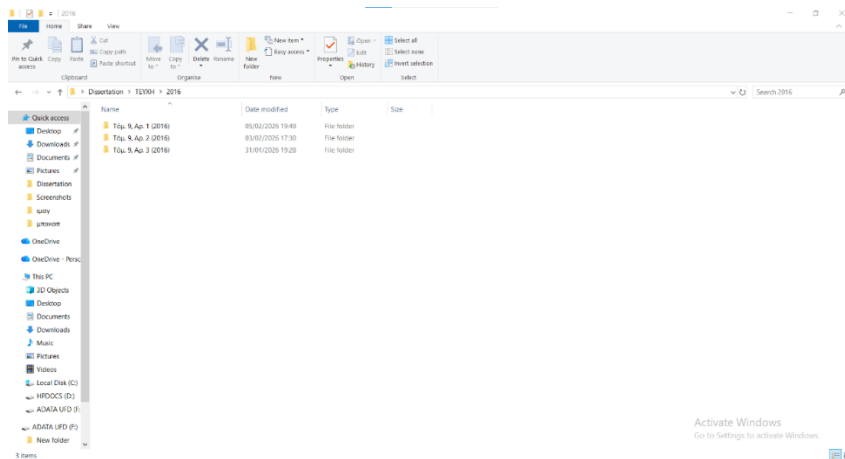 2016
File Home Share View
Pin to Quick access
Copy
Paste
Cut
Copy path
Paste shortcut
Move to
Copy to
Delete
Rename
New folder
New item
Easy access
Properties
Open
Edit
History
Select all
Select none
Invert selection
Clipboard Organise New Open Select
Dissertation > ΤΕΥΧΗ > 2016
Search 2016
Name Date modified Type Size
Τόμ. 9, Αρ. 1 (2016) 05/02/2026 19:49 File folder
Τόμ. 9, Αρ. 2 (2016) 03/02/2026 17:30 File folder
Τόμ. 9, Αρ. 3 (2016) 31/01/2026 19:28 File folder
Quick access
Desktop
Downloads
Documents
Pictures
Dissertation
Screenshots
OneDrive
OneDrive - Perso
This PC
3D Objects
Desktop
Documents
Downloads
Music
Pictures
Videos
Local Disk (C:)
HPDOCS (D:)
ADATA UFD (F:
ADATA UFD (F:)
New folder
3 items
Activate Windows
Go to Settings to activate Windows.